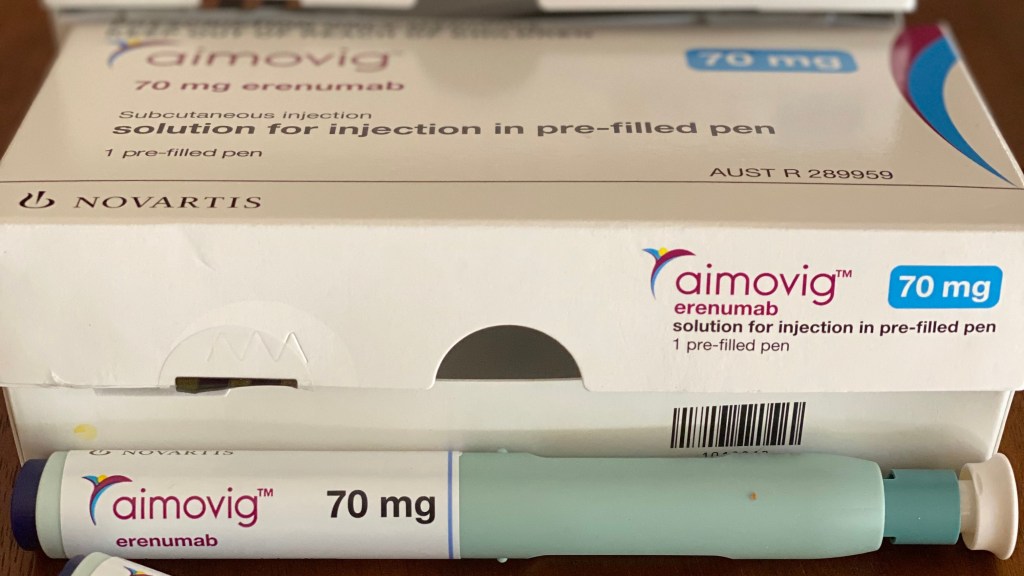 aimovig™
70 mg
70 mg erenumab
Subcutaneous injection
solution for injection in pre-filled pen
1 pre-filled pen
AUST R 289959
NOVARTIS
aimovig™
70 mg
erenumab
solution for injection in pre-filled pen
1 pre-filled pen
NOVARTIS
aimovig™
70 mg
erenumab